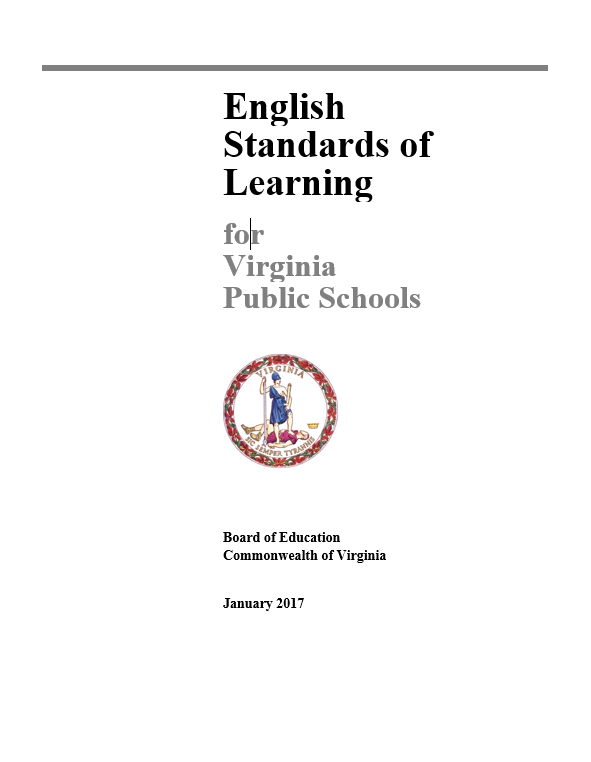 English
Standards of
Learning
for
Virginia
Public Schools
VIRGINIA
SIC SEMPER TYRANNIS
Board of Education
Commonwealth of Virginia
January 2017